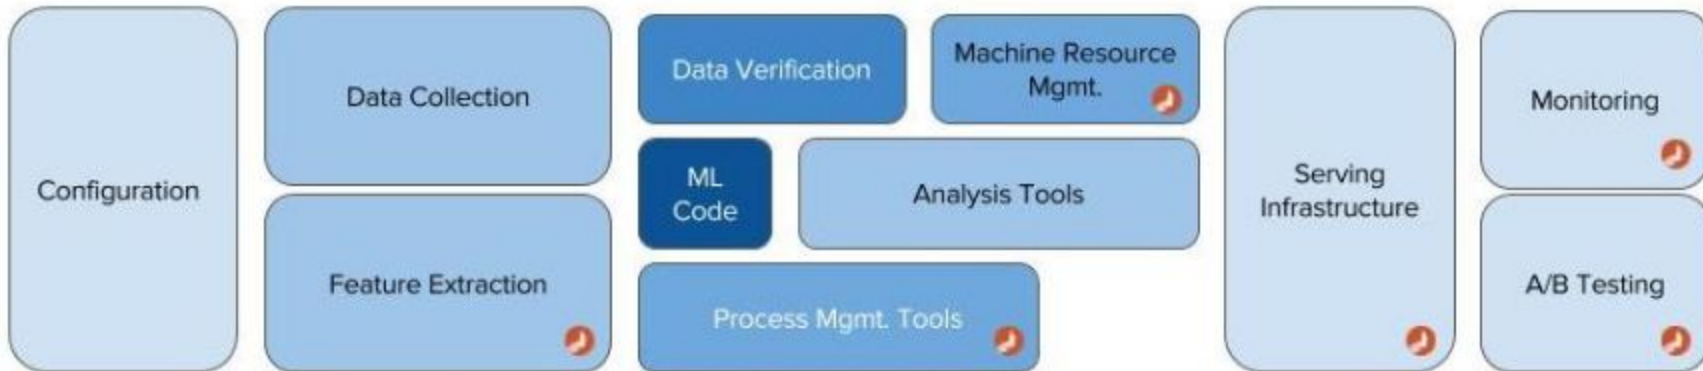 Configuration
Data Collection
Feature Extraction
Data Verification
Machine Resource
Mgmt.
ML
Code
Analysis Tools
Process Mgmt. Tools
Serving
Infrastructure
Monitoring
A/B Testing